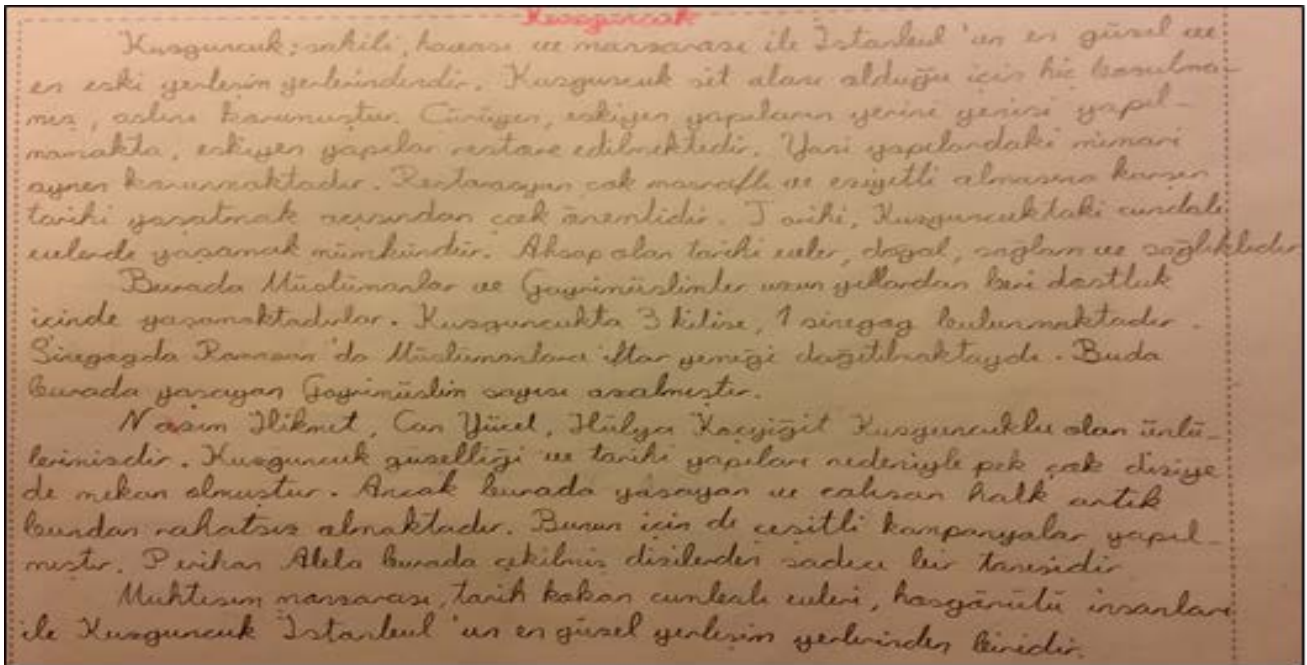 Kuzguncuk
Kuzguncuk; sahili, havası ve manzarası ile İstanbul'un en güzel ve
en eski yerleşim yerlerindendir. Kuzguncuk sit alanı olduğu için hiç bozulma-
mış, aslını korumuştur. Çürüyen, eskiyen yapıların yerine yenisi yapıl-
mamakta, eskiyen yapılar restore edilmektedir. Yani yapılardaki mimari
aynen korunmaktadır. Restorasyon çok masraflı ve eziyetli olmasına karşın
tarihi yaşatmak açısından çok önemlidir. Tarihi, Kuzguncuktaki cumbalı
evlerde yaşamak mümkündür. Ahşap olan tarihi evler, doğal, sağlam ve sağlıklıdır
Burada Müslümanlar ve Gayrimüslimler uzun yıllardan beri dostluk
içinde yaşamaktadırlar. Kuzguncukta 3 kilise, 1 sinegog bulunmaktadır.
Sinegogda Ramazan'da Müslümanlara iftar yemeği dağıtılmaktaydı. Buda
burada yaşayan Gayrimüslim sayısı azalmıştır.
Nazım Hikmet, Can Yücel, Hülya Koçyiğit Kuzguncuklu olan ünlü-
lerimizdir. Kuzguncuk güzelliği ve tarihi yapıları nedeniyle pek çok diziye
de mekan olmuştur. Ancak burada yaşayan ve çalışan halk artık
bundan rahatsız olmaktadır. Bunun için de çeşitli kampanyalar yapıl-
mıştır. Perihan Abla burada çekilmiş dizilerden sadece bir tanesidir
Muhteşem manzarası, tarih kokan cumbalı evleri, hoşgörülü insanları
ile Kuzguncuk İstanbul'un en güzel yerleşim yerlerinden biridir.